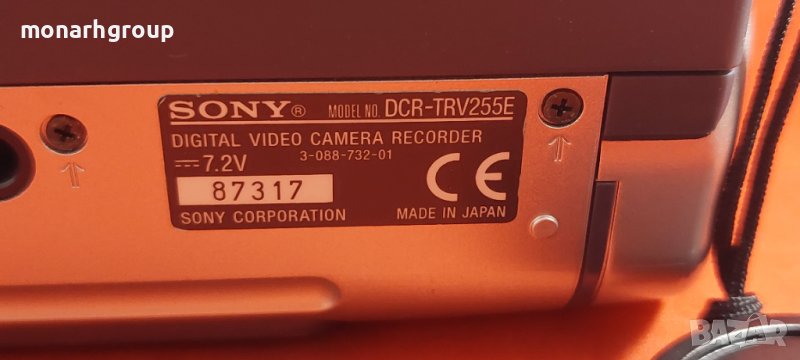 monarhgroup
SONY® MODEL NO. DCR-TRV255E
DIGITAL VIDEO CAMERA RECORDER
3-088-732-01
7.2V
87317
CE
SONY CORPORATION MADE IN JAPAN
BAZAR